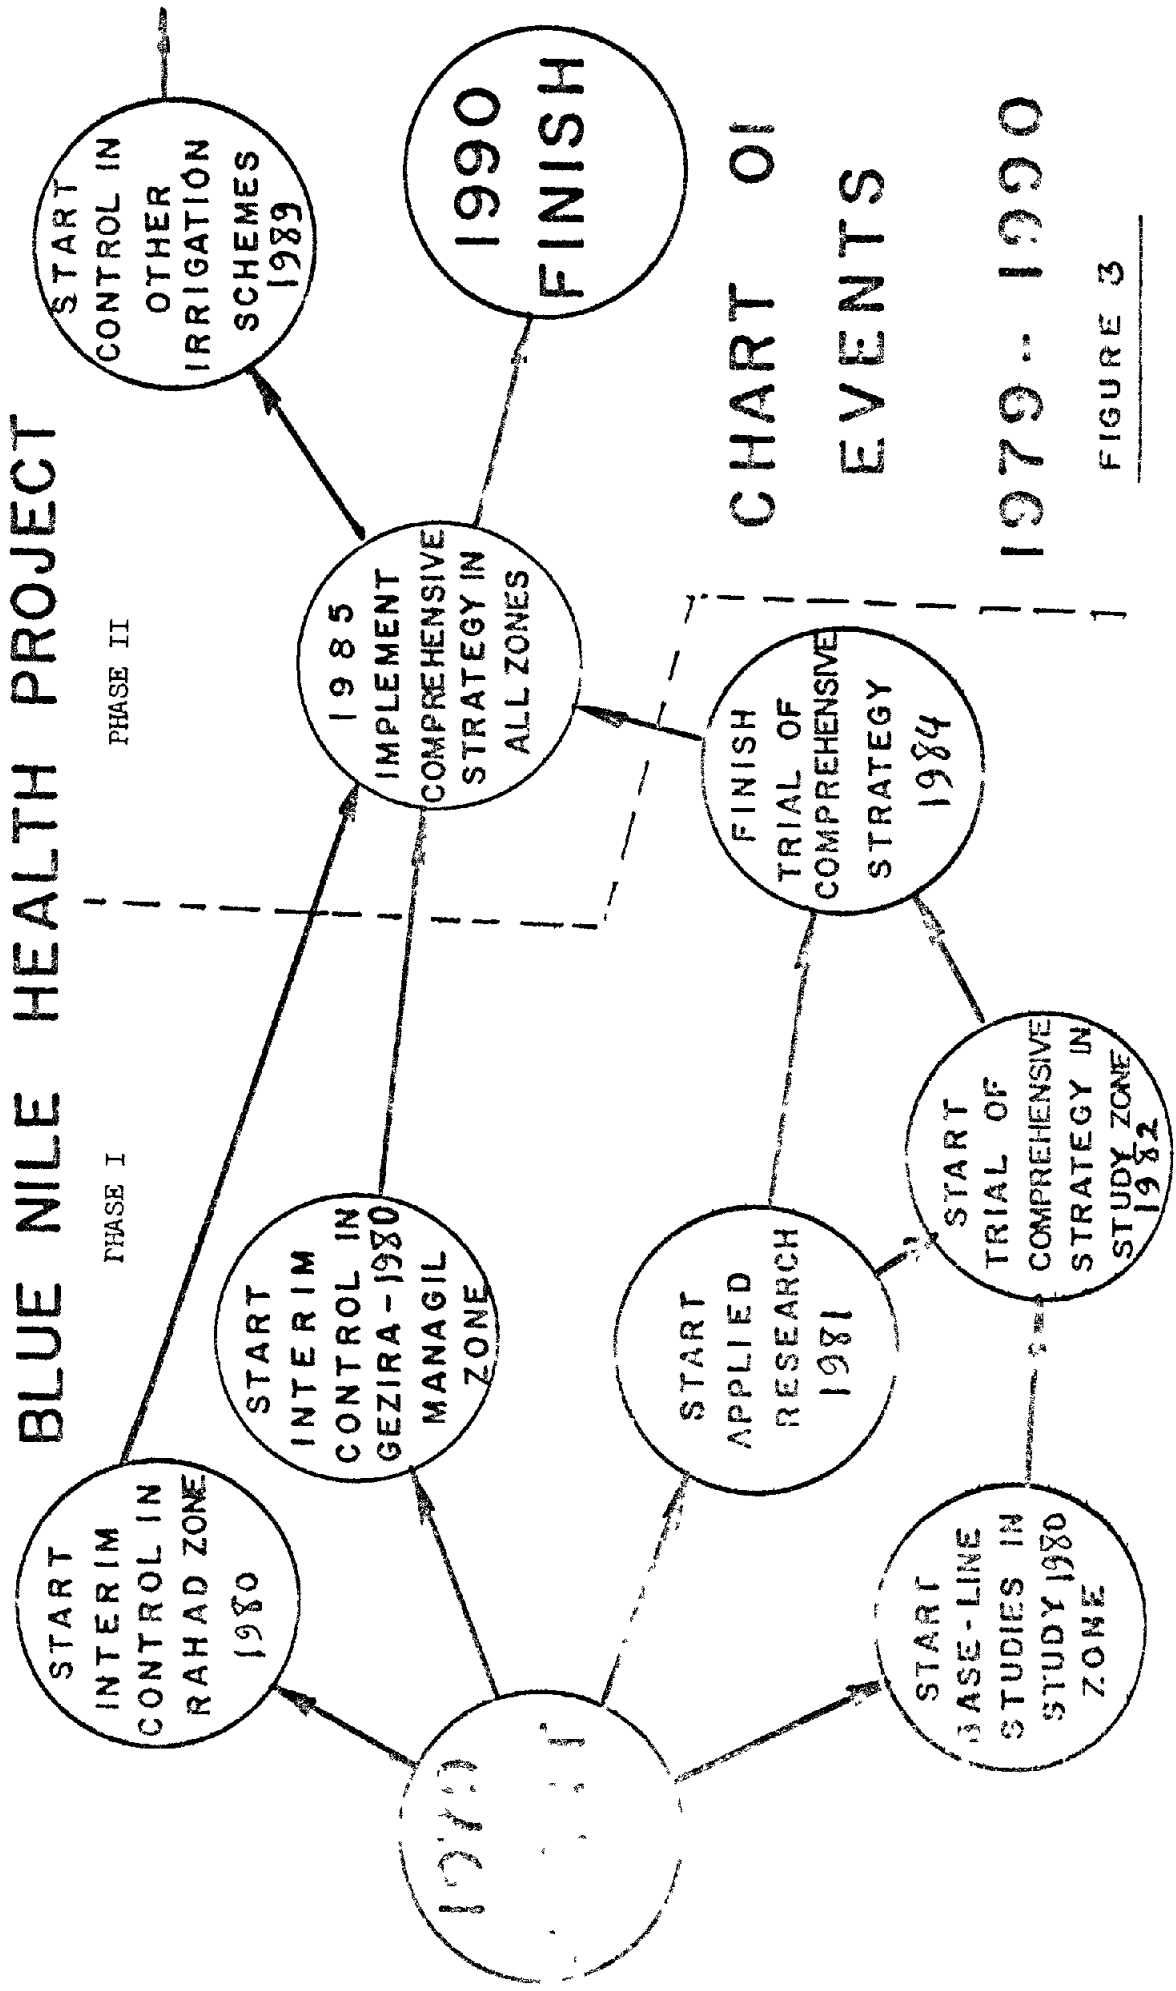 BLUE NILE HEALTH PROJECT
PHASE I
PHASE II
START
INTERIM
CONTROL IN
RAHAD ZONE
1980
START
INTERIM
CONTROL IN
GEZIRA-1980
MANAGIL
ZONE
START
APPLIED
RESEARCH
1981
START
BASE-LINE
STUDIES IN
STUDY 1980
ZONE
START
TRIAL OF
COMPREHENSIVE
STRATEGY IN
STUDY ZONE
1982
FINISH
TRIAL OF
COMPREHENSIVE
STRATEGY
1984
1985
IMPLEMENT
COMPREHENSIVE
STRATEGY IN
ALL ZONES
START
CONTROL IN
OTHER
IRRIGATION
SCHEMES
1989
1990
FINISH
1979
CHART OF
EVENTS
1979-- 1990
FIGURE 3